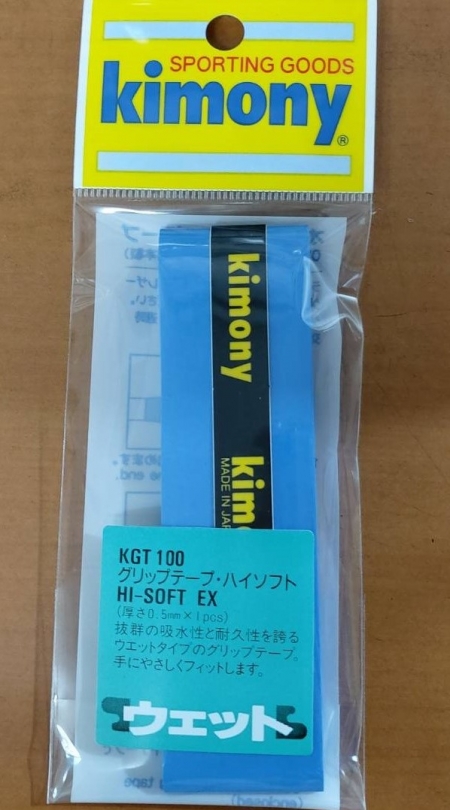 SPORTING GOODS
kimony®
kimony
kimo
MADE IN JAP
KGT 100
グリップテープ・ハイソフト
HI-SOFT EX
(厚さ0.5mm×1pcs)
抜群の吸水性と耐久性を誇る
ウエットタイプのグリップテープ。
手にやさしくフィットします。
ウェット